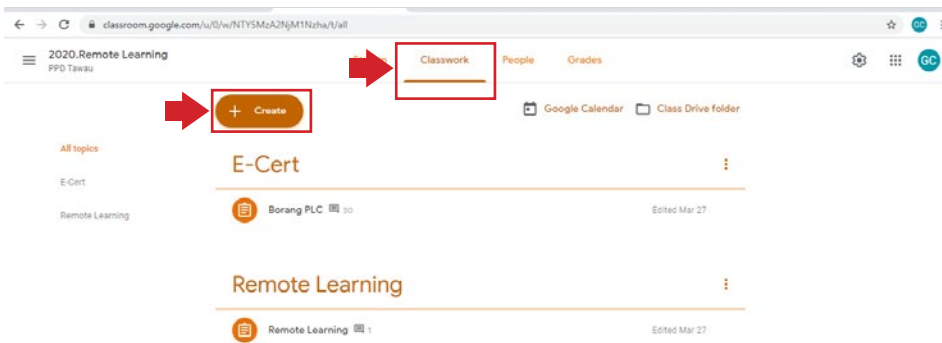 classroom.google.com/u/0/w/NTY5MzA2NjM1Nzha/t/all
GC
2020.Remote Learning
PPD Tawau
Classwork
People
Grades
GC
+ Create
Google Calendar
Class Drive folder
All topics
E-Cert
Remote Learning
E-Cert
Borang PLC 30
Edited Mar 27
Remote Learning
Remote Learning 1
Edited Mar 27